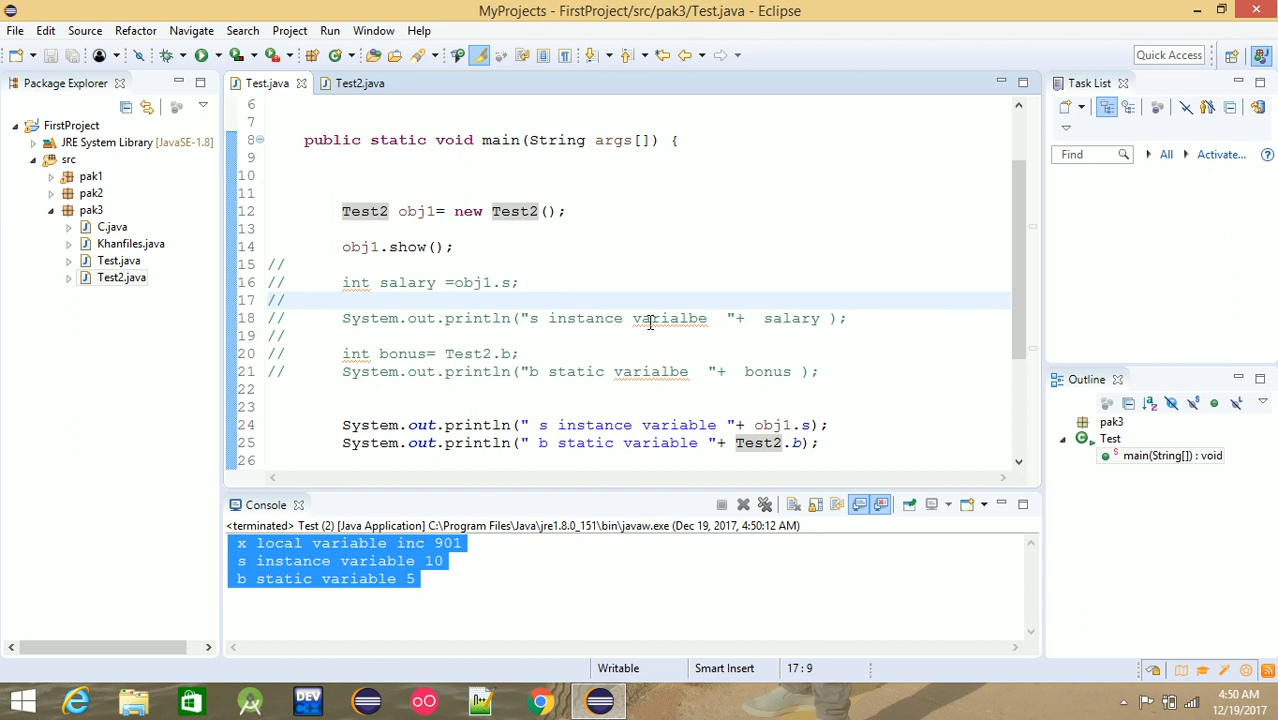 MyProjects - FirstProject/src/pak3/Test.java - Eclipse
File Edit Source Refactor Navigate Search Project Run Window Help
Quick Access
Package Explorer
Test.java
Test2.java
Task List
FirstProject
JRE System Library [JavaSE-1.8]
src
pak1
pak2
pak3
C.java
Khanfiles.java
Test.java
Test2.java
6
7
8 public static void main(String args[]) {
9
10
11
12 Test2 obj1= new Test2();
13
14 obj1.show();
15 //
16 // int salary =obj1.s;
17 //
18 // System.out.println("s instance varialbe "+ salary );
19 //
20 // int bonus= Test2.b;
21 // System.out.println("b static varialbe "+ bonus );
22
23
24 System.out.println(" s instance variable "+ obj1.s);
25 System.out.println(" b static variable "+ Test2.b);
26
Find
All
Activate...
Outline
pak3
Test
main(String[]) : void
Console
<terminated> Test (2) [Java Application] C:\Program Files\Java\jre1.8.0_151\bin\javaw.exe (Dec 19, 2017, 4:50:12 AM)
x local variable inc 901
s instance variable 10
b static variable 5
Writable
Smart Insert
17 : 9
DEV
4:50 AM
12/19/2017